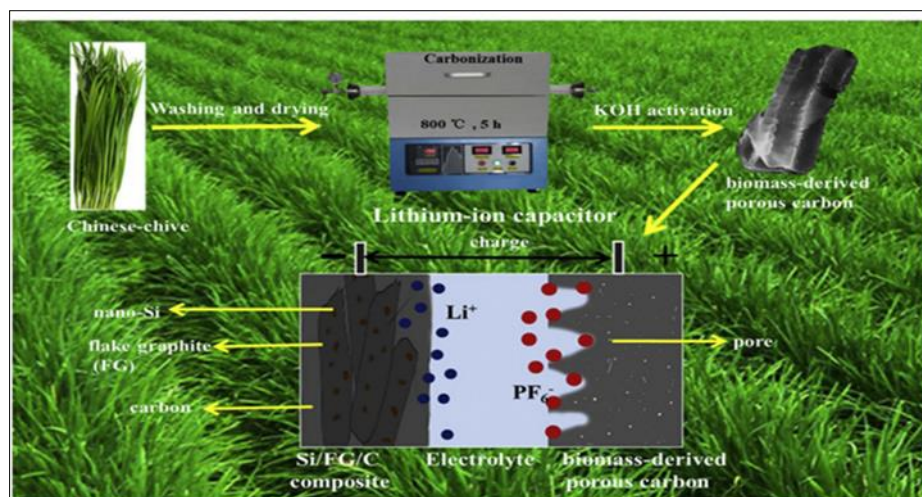 Carbonization
Washing and drying
KOH activation
800 ℃ , 5 h
biomass-derived
porous carbon
Chinese-chive
Lithium-ion capacitor
charge
− +
nano-Si
Li⁺
flake graphite
(FG)
pore
PF₆⁻
carbon
Si/FG/C
composite
Electrolyte
biomass-derived
porous carbon